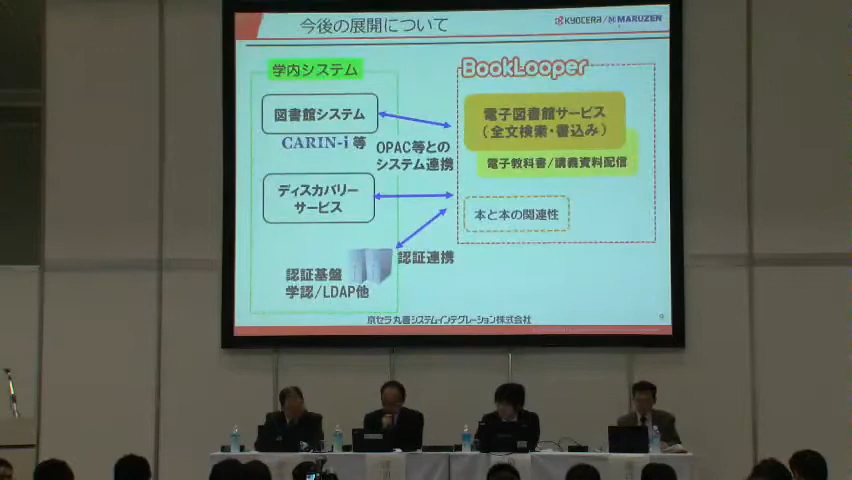 今後の展開について
KYOCERA / MARUZEN
学内システム
BookLooper
図書館システム
CARIN-i 等
OPAC等との
システム連携
電子図書館サービス
(全文検索・書込み)
電子教科書/講義資料配信
ディスカバリー
サービス
本と本の関連性
認証連携
認証基盤
学認/LDAP他
京セラ丸善システムインテグレーション株式会社
9